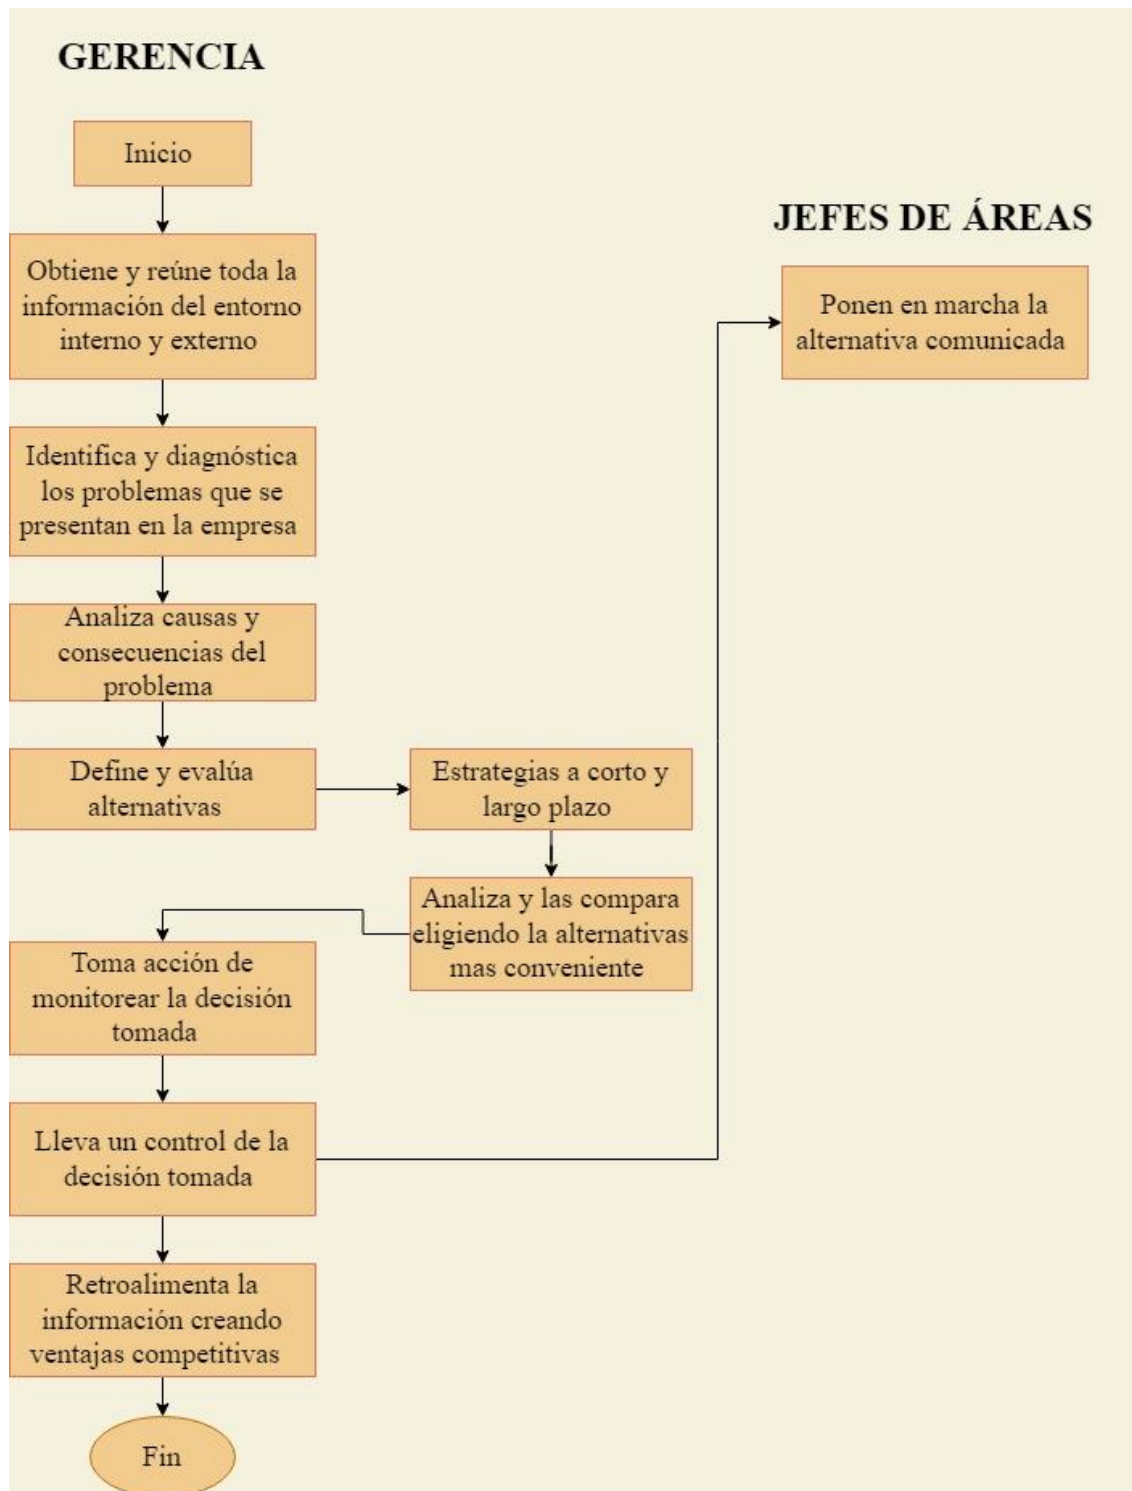 GERENCIA
Inicio
Obtiene y reúne toda la
información del entorno
interno y externo
Identifica y diagnóstica
los problemas que se
presentan en la empresa
Analiza causas y
consecuencias del
problema
Define y evalúa
alternativas
Estrategias a corto y
largo plazo
Analiza y las compara
eligiendo la alternativas
mas conveniente
Toma acción de
monitorear la decisión
tomada
Lleva un control de la
decisión tomada
JEFES DE ÁREAS
Ponen en marcha la
alternativa comunicada
Retroalimenta la
información creando
ventajas competitivas
Fin